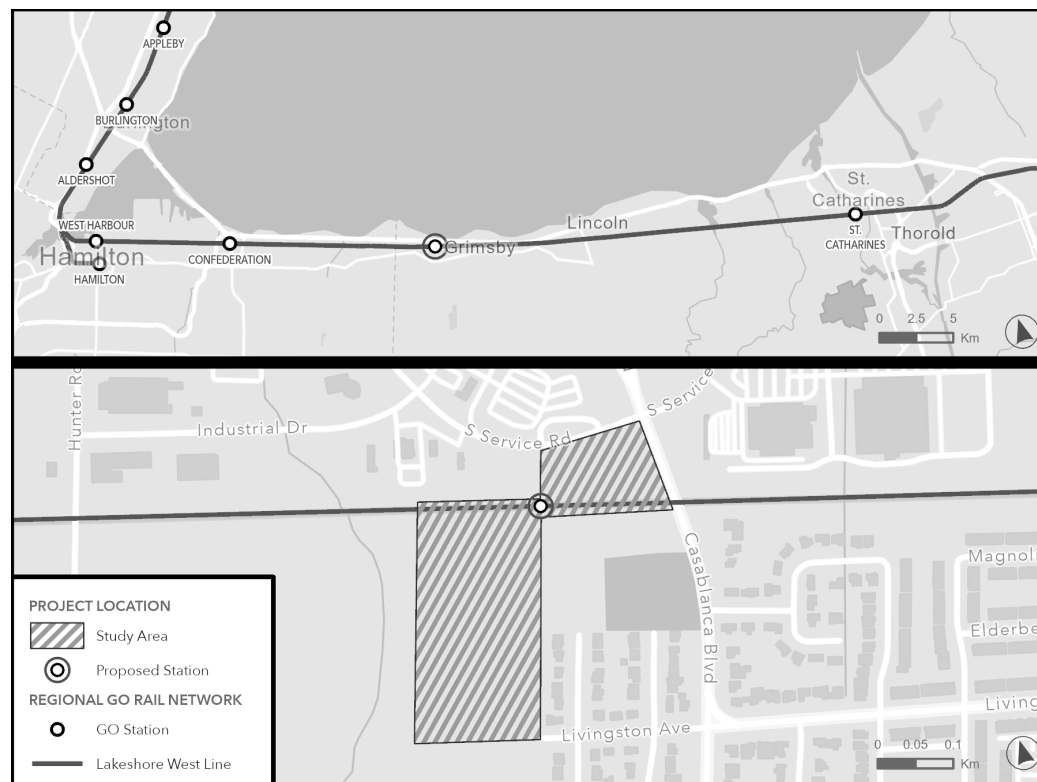 APPLEBY
BURLINGTON
Burlington
ALDERSHOT
WEST HARBOUR
Hamilton
HAMILTON
CONFEDERATION
Grimsby
Lincoln
St.
Catharines
ST.
CATHARINES
Thorold
0 2.5 5
Km
Hunter Rd
Industrial Dr
S Service Rd
S Service
Casablanca Blvd
Magnoli
Elderbe
Livingston Ave
Living
PROJECT LOCATION
Study Area
Proposed Station
REGIONAL GO RAIL NETWORK
GO Station
Lakeshore West Line
0 0.05 0.1
Km